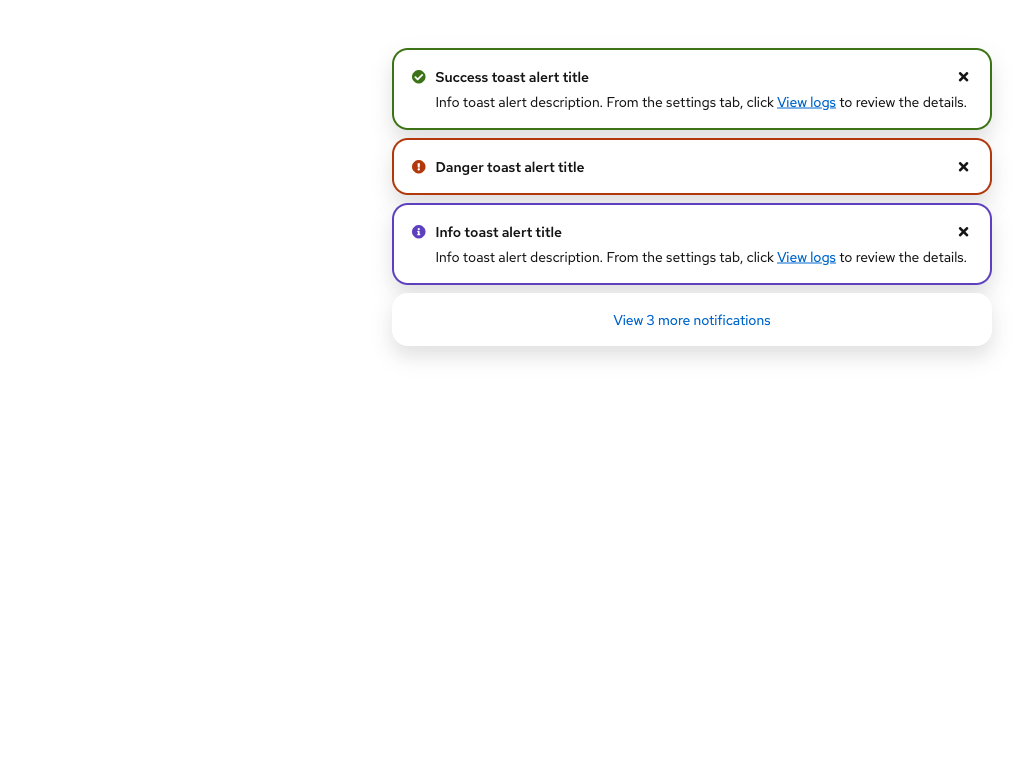 Success toast alert title
Info toast alert description. From the settings tab, click View logs to review the details.
Danger toast alert title
Info toast alert title
Info toast alert description. From the settings tab, click View logs to review the details.
View 3 more notifications